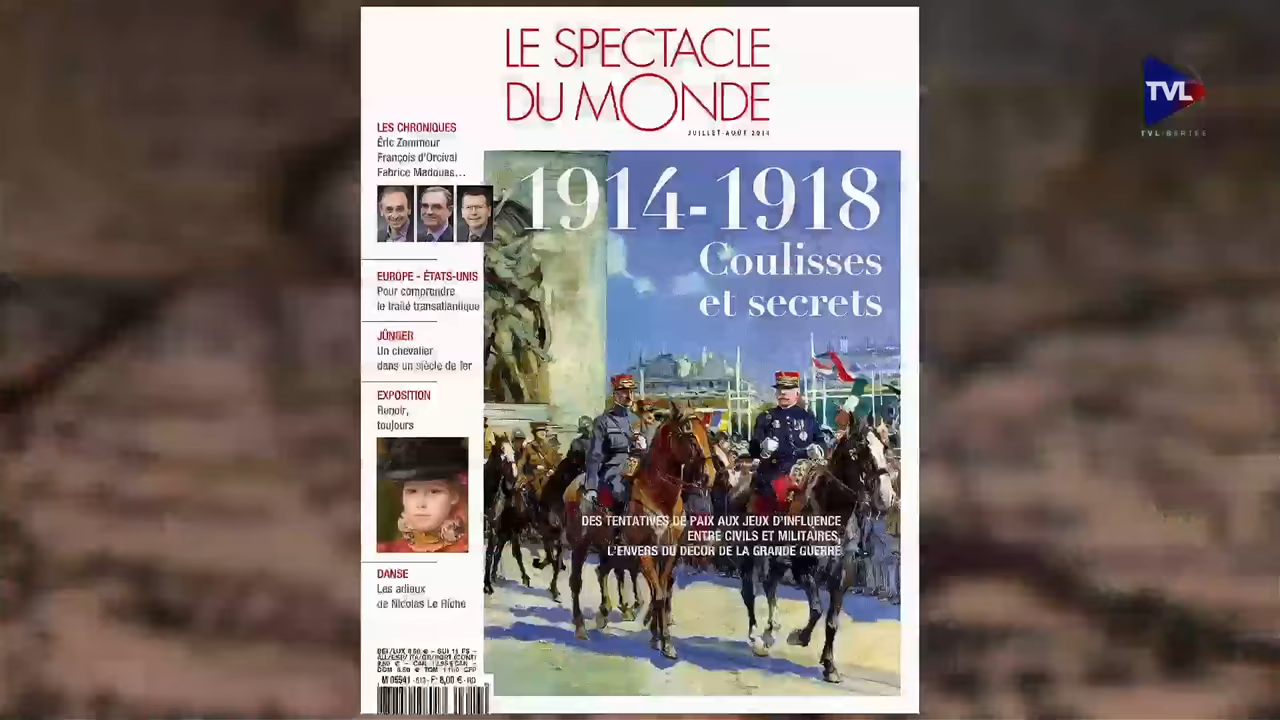 LE SPECTACLE
DU MONDE
JUILLET-AOÛT 2014
TVL
TVLIBERTÉS
LES CHRONIQUES
Éric Zemmour
François d'Orcival
Fabrice Madouas...
EUROPE - ÉTATS-UNIS
Pour comprendre
le traité transatlantique
JÜNGER
Un chevalier
dans un siècle de fer
EXPOSITION
Renoir,
toujours
DANSE
Les adieux
de Nicolas Le Riche
1914-1918
Coulisses
et secrets
DES TENTATIVES DE PAIX AUX JEUX D'INFLUENCE
ENTRE CIVILS ET MILITAIRES,
L'ENVERS DU DÉCOR DE LA GRANDE GUERRE
F: 8,00 €